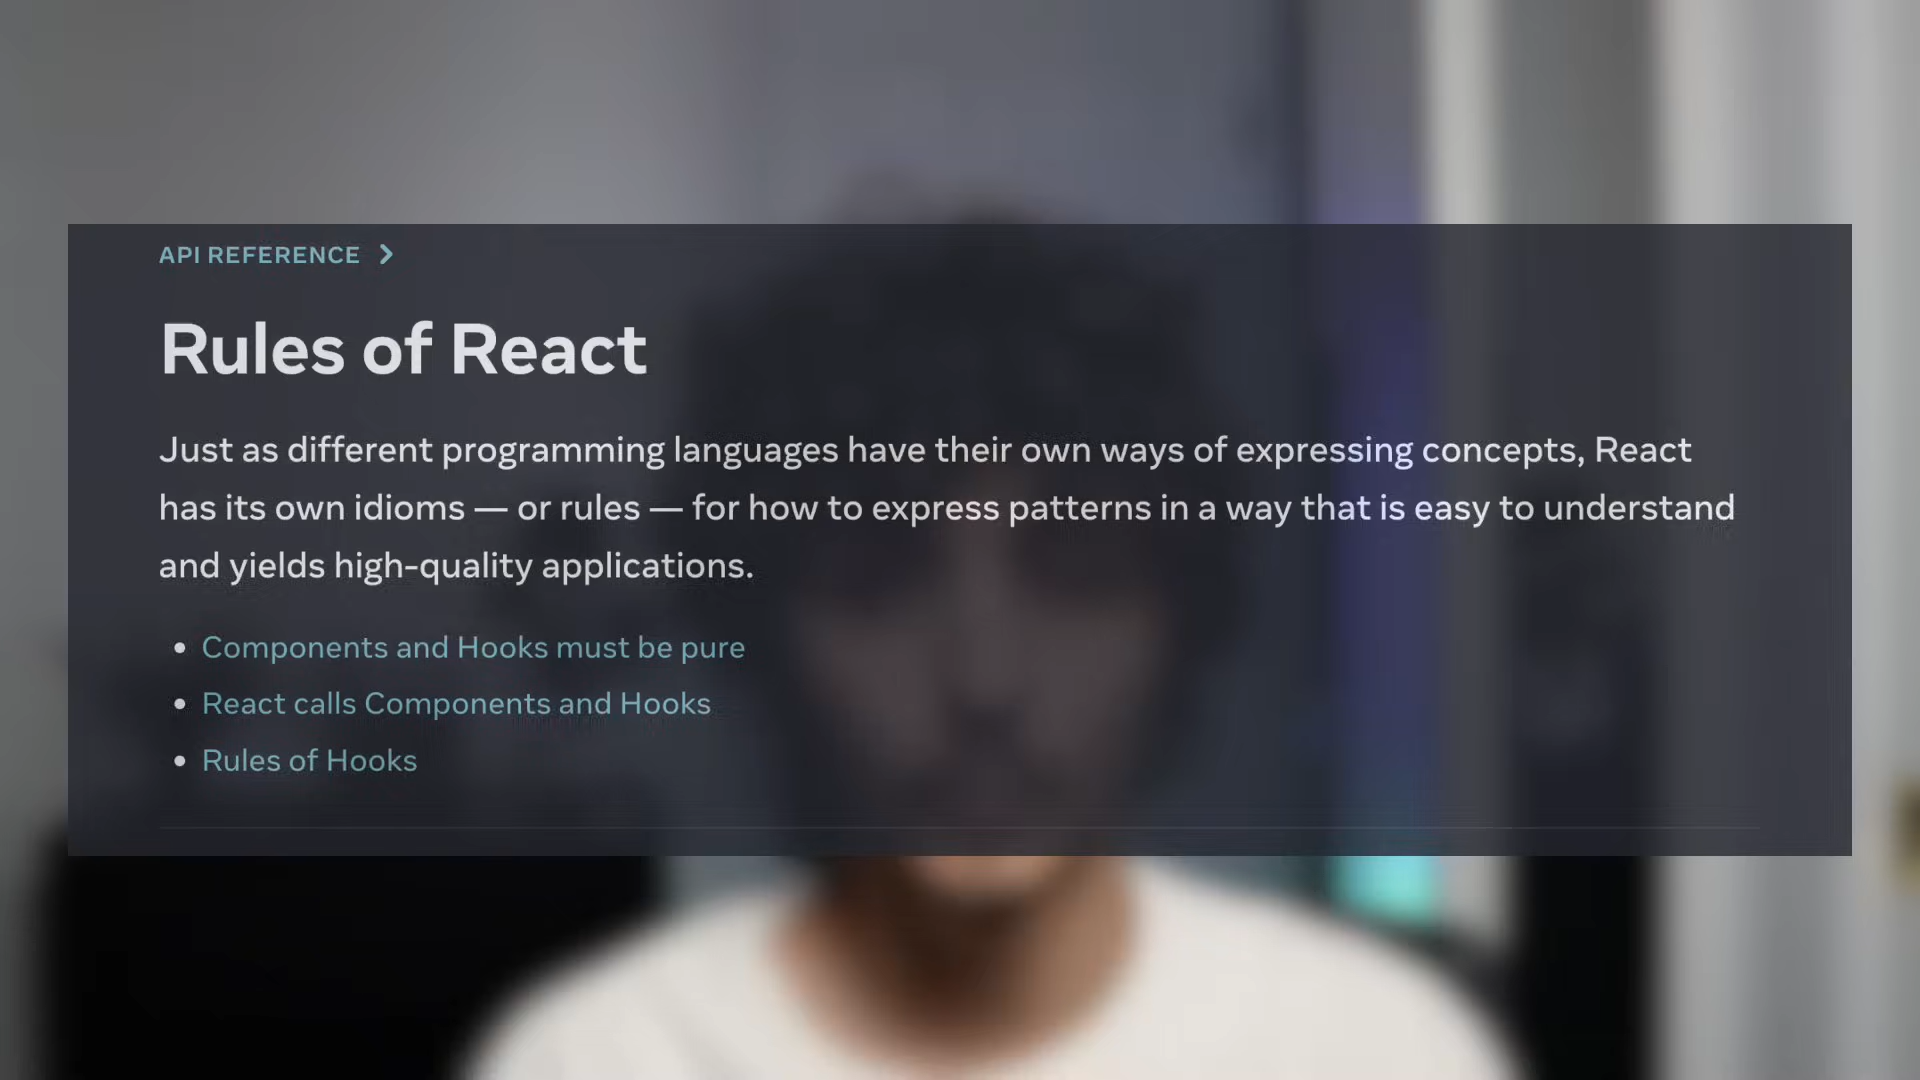 API REFERENCE
Rules of React
Just as different programming languages have their own ways of expressing concepts, React
has its own idioms — or rules — for how to express patterns in a way that is easy to understand
and yields high-quality applications.
Components and Hooks must be pure
React calls Components and Hooks
Rules of Hooks